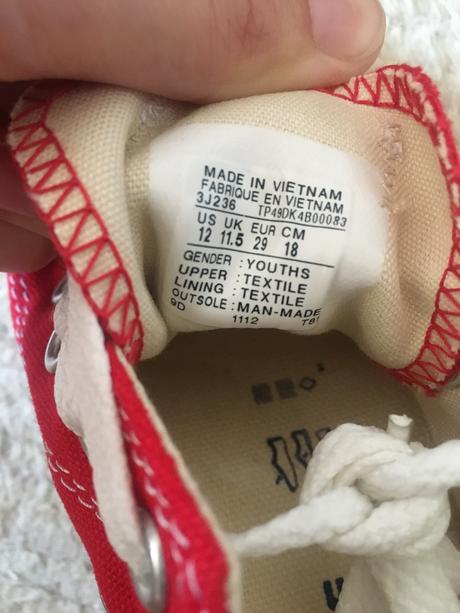 MADE IN VIETNAM
FABRIQUE EN VIETNAM
3J236 TP49DK4B00083
US UK EUR CM
12 11.5 29 18
GENDER : YOUTHS
UPPER : TEXTILE
LINING : TEXTILE
OUTSOLE : MAN-MADE
9D 1112 T81